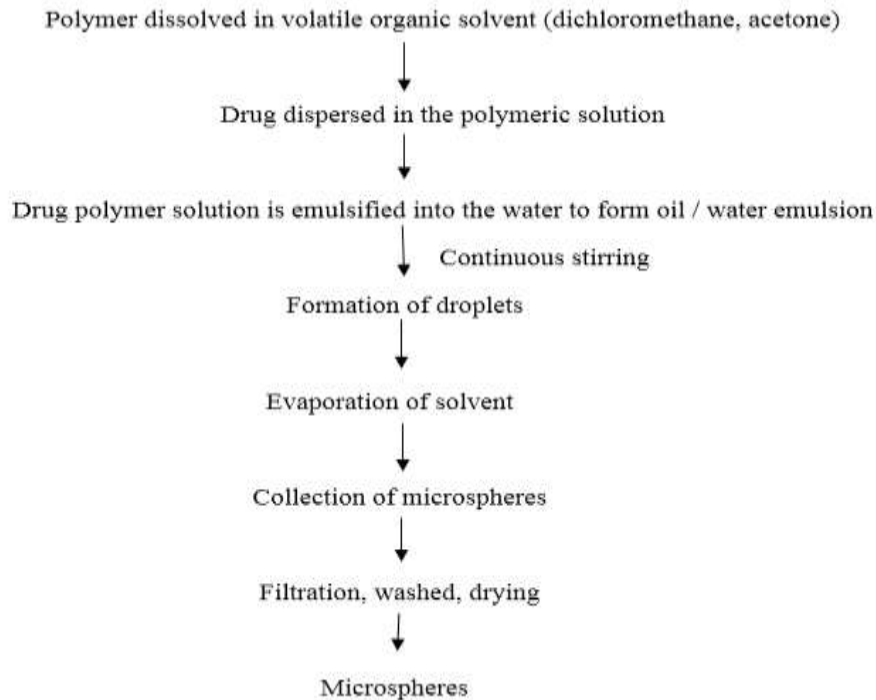 Polymer dissolved in volatile organic solvent (dichloromethane, acetone)
Drug dispersed in the polymeric solution
Drug polymer solution is emulsified into the water to form oil / water emulsion
Continuous stirring
Formation of droplets
Evaporation of solvent
Collection of microspheres
Filtration, washed, drying
Microspheres